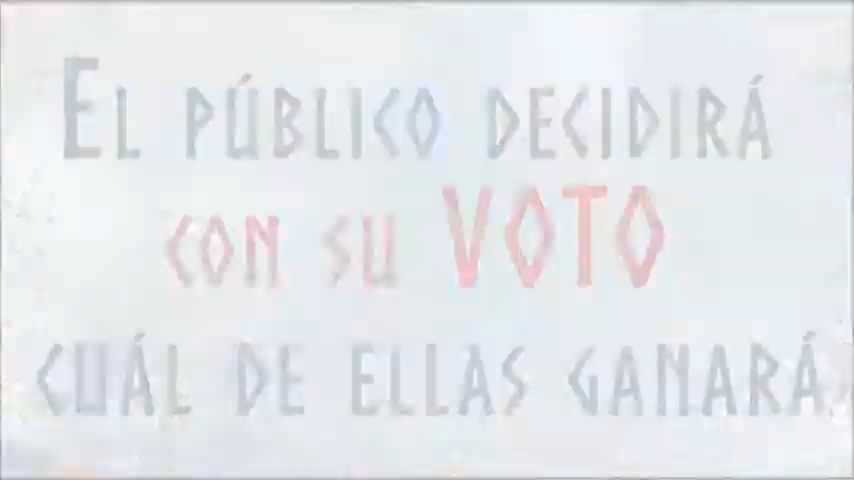 El público decidirá
con su VOTO
cuál de ellas ganará